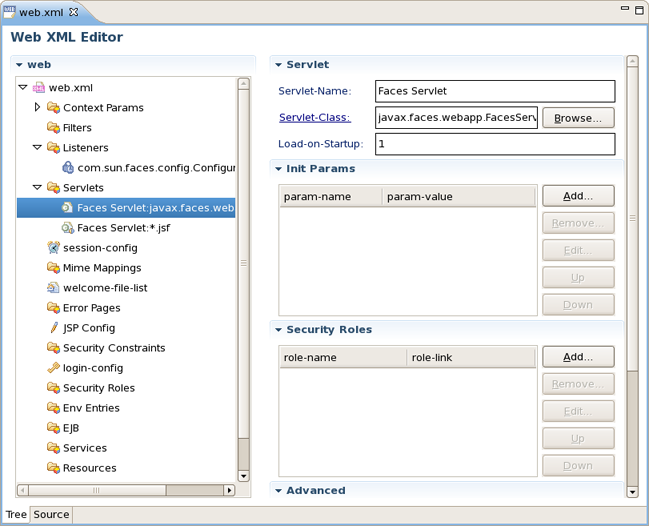 web.xml
Web XML Editor
web
web.xml
Context Params
Filters
Listeners
com.sun.faces.config.Configur
Servlets
Faces Servlet:javax.faces.web
Faces Servlet:*.jsf
session-config
Mime Mappings
welcome-file-list
Error Pages
JSP Config
Security Constraints
login-config
Security Roles
Env Entries
EJB
Services
Resources
Servlet
Servlet-Name: Faces Servlet
Servlet-Class: javax.faces.webapp.FacesServ Browse...
Load-on-Startup: 1
Init Params
param-name param-value
Add...
Remove...
Edit...
Up
Down
Security Roles
role-name role-link
Add...
Remove...
Edit...
Up
Down
Advanced
Tree Source